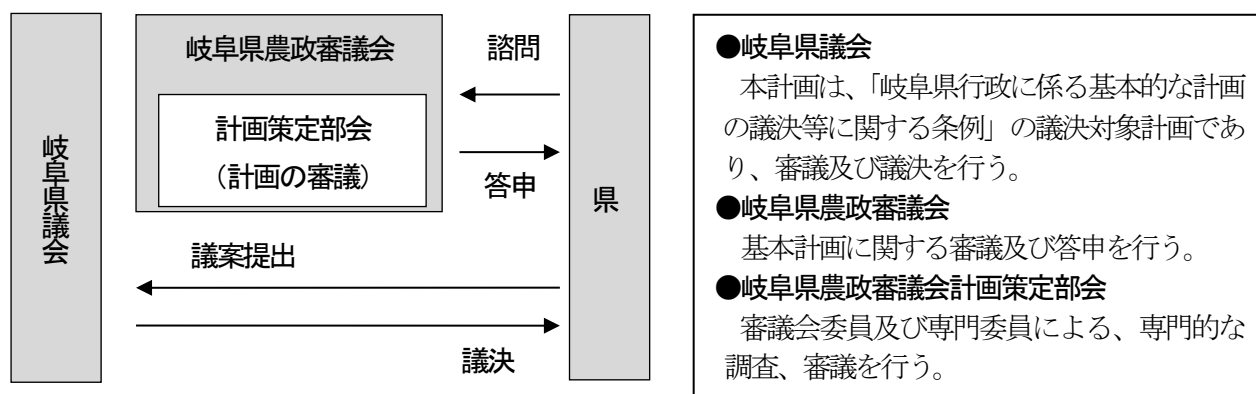 岐阜県議会
岐阜県農政審議会
計画策定部会
（計画の審議）
諮問
答申
議案提出
議決
県
●岐阜県議会
本計画は、「岐阜県行政に係る基本的な計画
の議決等に関する条例」の議決対象計画であ
り、審議及び議決を行う。
●岐阜県農政審議会
基本計画に関する審議及び答申を行う。
●岐阜県農政審議会計画策定部会
審議会委員及び専門委員による、専門的な
調査、審議を行う。